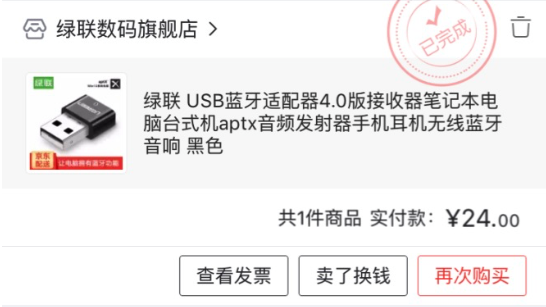 绿联数码旗舰店 >
已完成
绿联
aptx
京东
配送
让电脑拥有蓝牙功能
绿联 USB蓝牙适配器4.0版接收器笔记本电
脑台式机aptx音频发射器手机耳机无线蓝牙
音响 黑色
共1件商品 实付款：¥24.00
查看发票
卖了换钱
再次购买